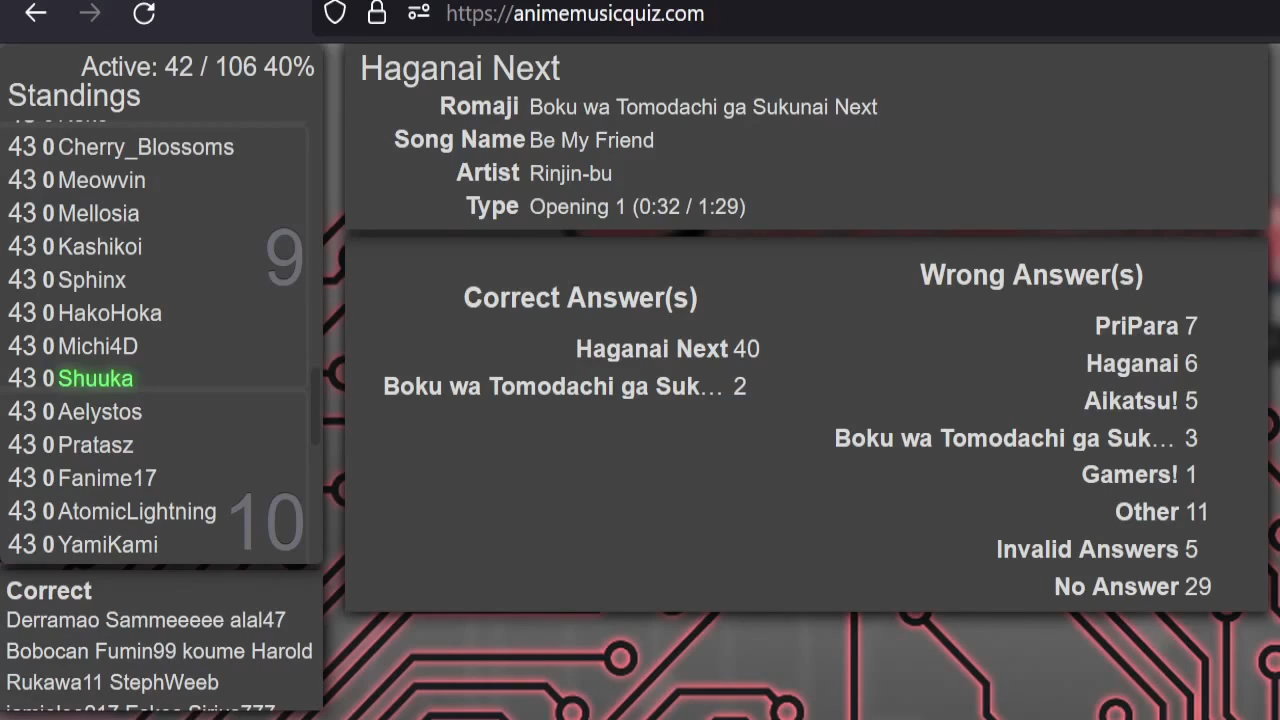 https://animemusicquiz.com
Active: 42 / 106 40%
Standings
43 0 Cherry_Blossoms
43 0 Meowvin
43 0 Mellosia
43 0 Kashikoi
43 0 Sphinx
43 0 HakoHoka
43 0 Michi4D
43 0 Shuuka
9
43 0 Aelystos
43 0 Pratasz
43 0 Fanime17
43 0 AtomicLightning
43 0 YamiKami
10
Correct
Derramao Sammeeeee alal47
Bobocan Fumin99 koume Harold
Rukawa11 StephWeeb
Haganai Next
Romaji Boku wa Tomodachi ga Sukunai Next
Song Name Be My Friend
Artist Rinjin-bu
Type Opening 1 (0:32 / 1:29)
Correct Answer(s)
Haganai Next 40
Boku wa Tomodachi ga Suk… 2
Wrong Answer(s)
PriPara 7
Haganai 6
Aikatsu! 5
Boku wa Tomodachi ga Suk… 3
Gamers! 1
Other 11
Invalid Answers 5
No Answer 29